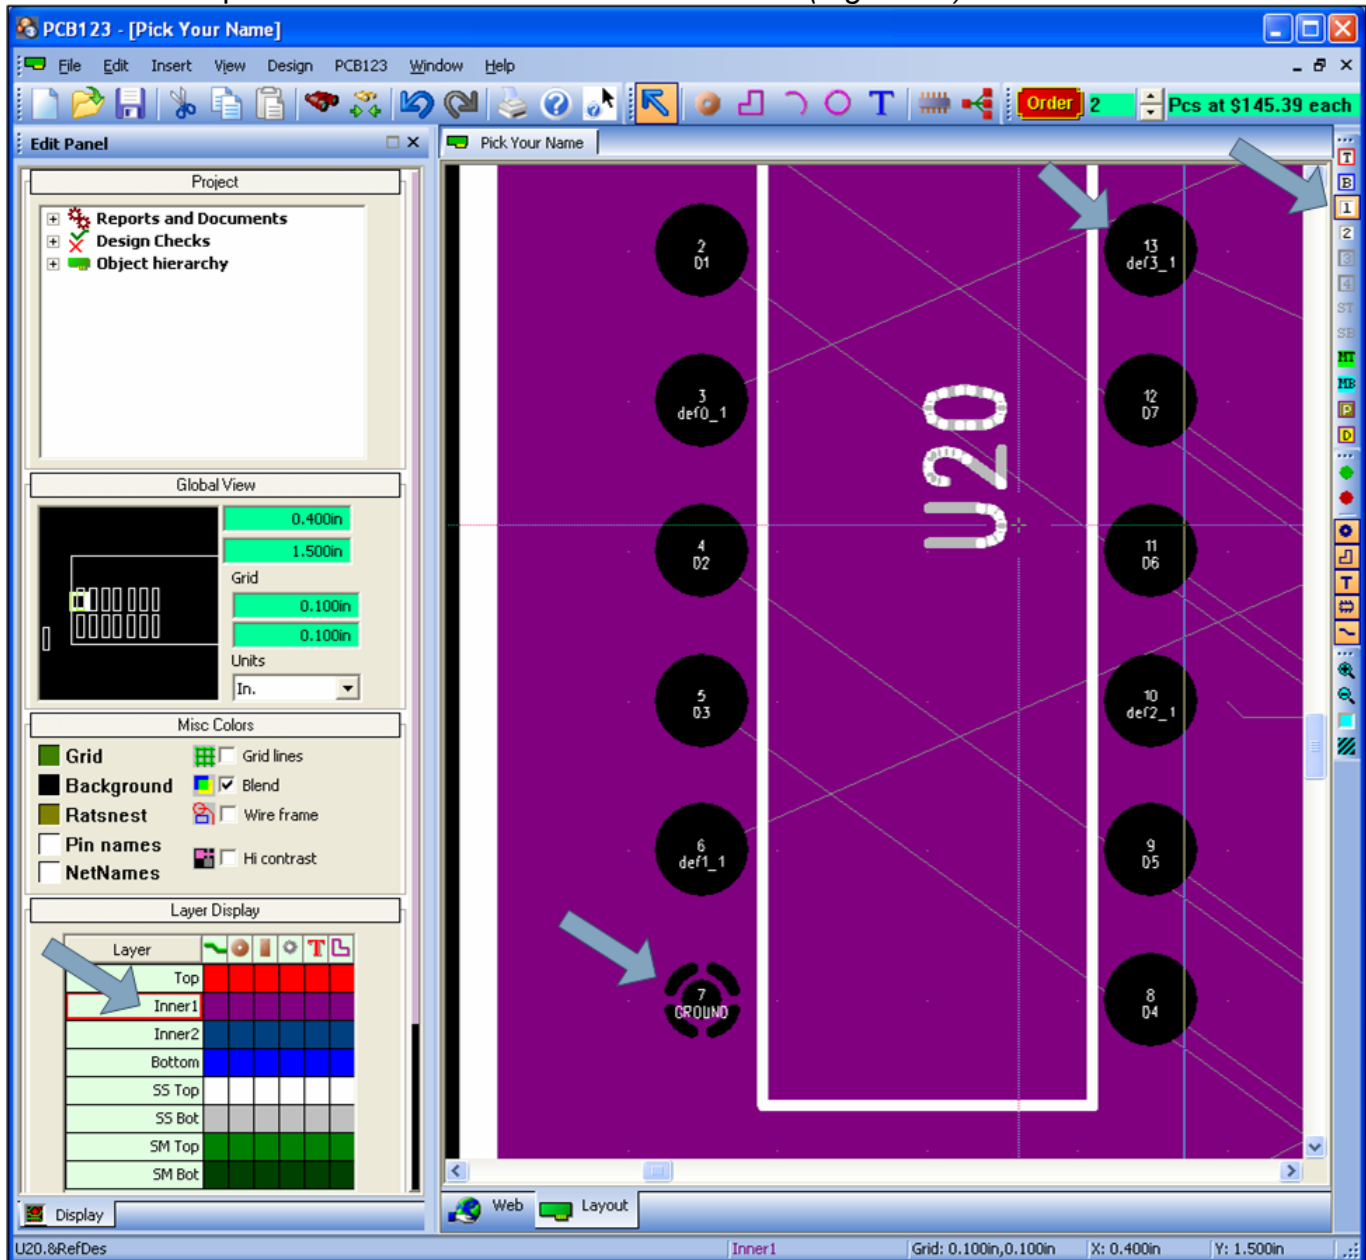 PCB123 - [Pick Your Name]
File Edit Insert View Design PCB123 Window Help
T Order 2 Pcs at $145.39 each
Edit Panel
Pick Your Name
Project
Reports and Documents
Design Checks
Object hierarchy
Global View
0.400in
1.500in
Grid
0.100in
0.100in
Units
In.
Misc Colors
Grid Grid lines
Background Blend
Ratsnest Wire frame
Pin names
Hi contrast
NetNames
Layer Display
Layer T
Top
Inner1
Inner2
Bottom
SS Top
SS Bot
SM Top
SM Bot
Display
2
D1
3
def0_1
4
D2
5
D3
6
def1_1
7
GROUND
U20
13
def3_1
12
D7
11
D6
10
def2_1
9
D5
8
D4
T
B
1
2
3
4
ST
SB
MT
MB
P
D
T
Web Layout
U20.&RefDes Inner1 Grid: 0.100in,0.100in X: 0.400in Y: 1.500in